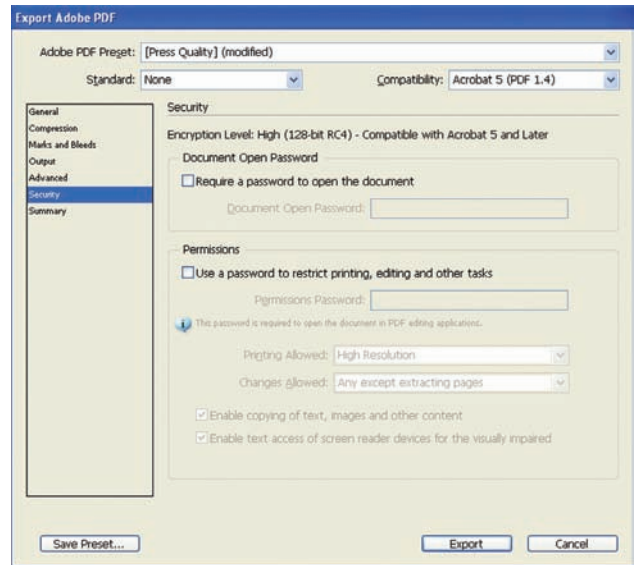 Export Adobe PDF
Adobe PDF Preset: [Press Quality] (modified)
Standard: None Compatibility: Acrobat 5 (PDF 1.4)
General
Compression
Marks and Bleeds
Output
Advanced
Security
Summary
Security
Encryption Level: High (128-bit RC4) - Compatible with Acrobat 5 and Later
Document Open Password
Require a password to open the document
Document Open Password:
Permissions
Use a password to restrict printing, editing and other tasks
Permissions Password:
This password is required to open the document in PDF editing applications.
Printing Allowed: High Resolution
Changes Allowed: Any except extracting pages
Enable copying of text, images and other content
Enable text access of screen reader devices for the visually impaired
Save Preset... Export Cancel